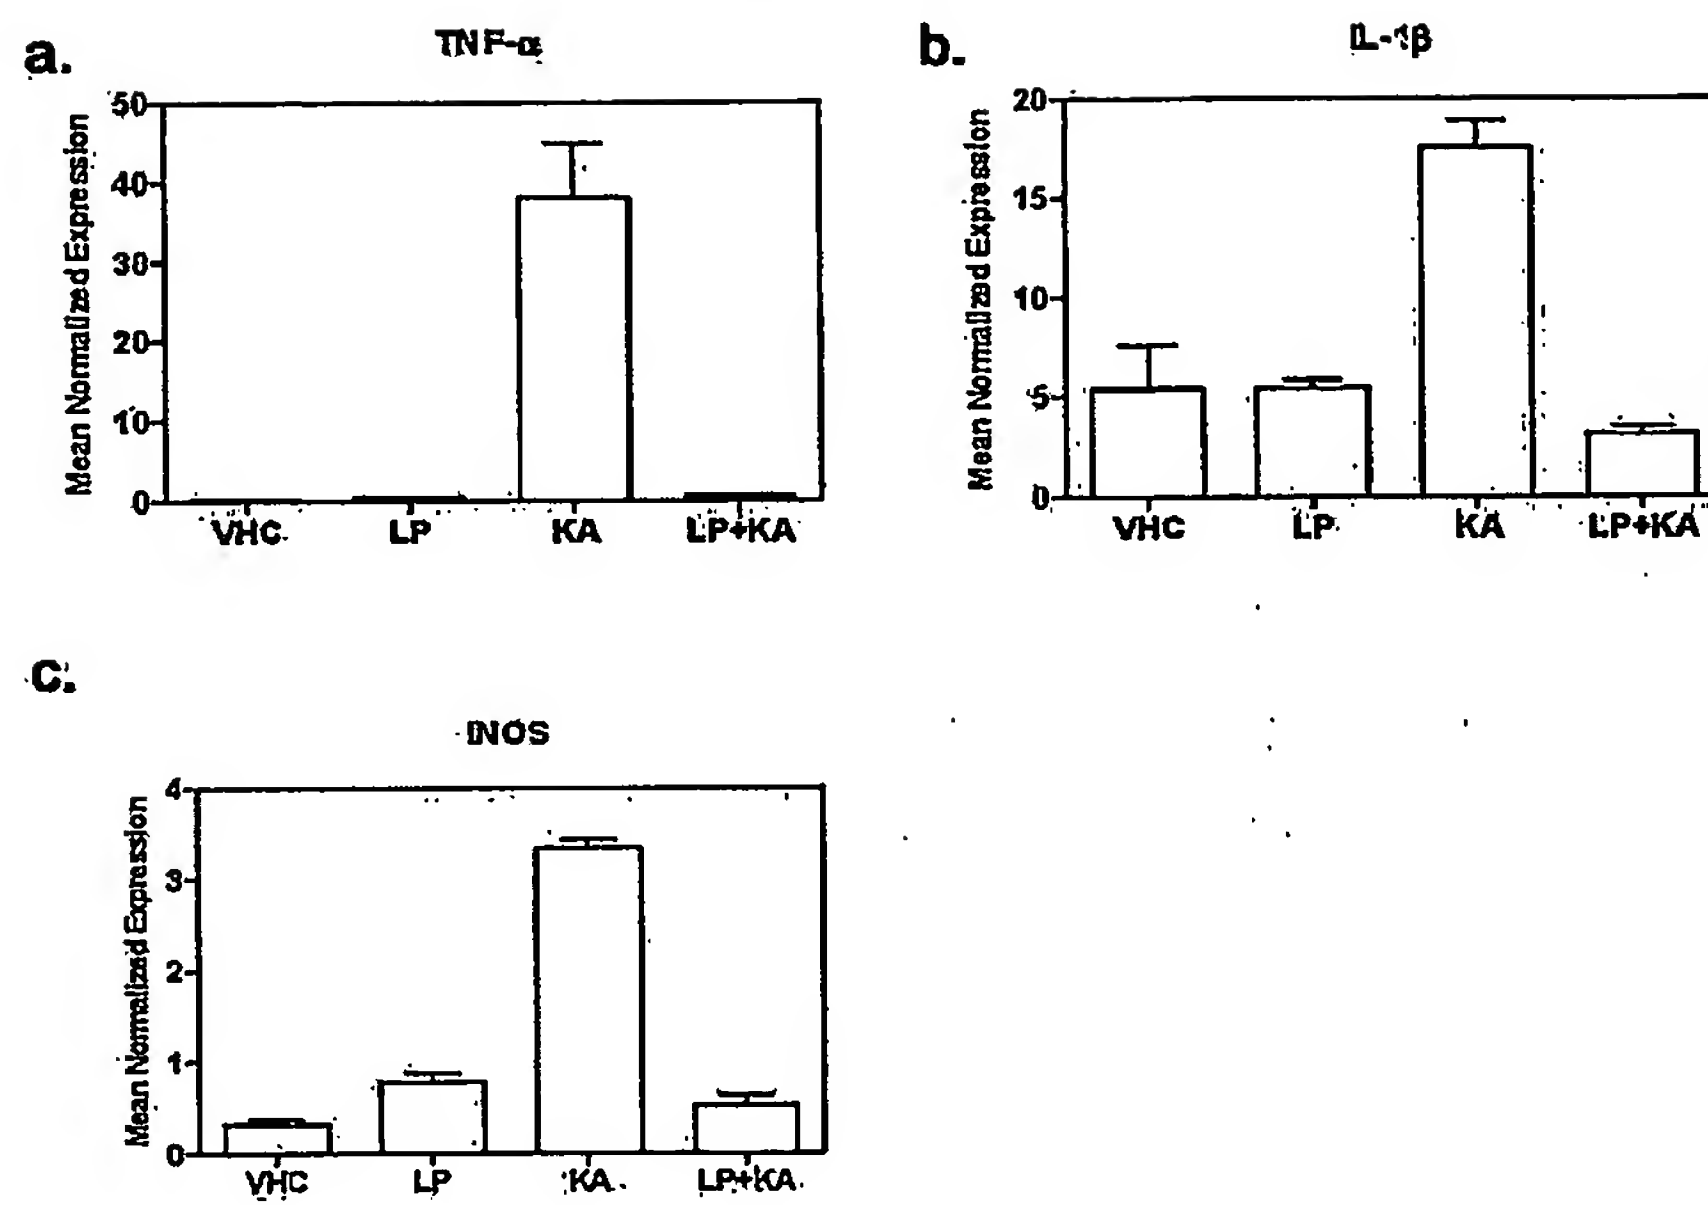 a.
TNF-α
Mean Normalized Expression
50
40
30
20
10
0
VHC
LP
KA
LP+KA
b.
IL-1β
Mean Normalized Expression
20
15
10
5
0
VHC
LP
KA
LP+KA
c.
INOS
Mean Normalized Expression
4
3
2
1
0
VHC
LP
KA
LP+KA